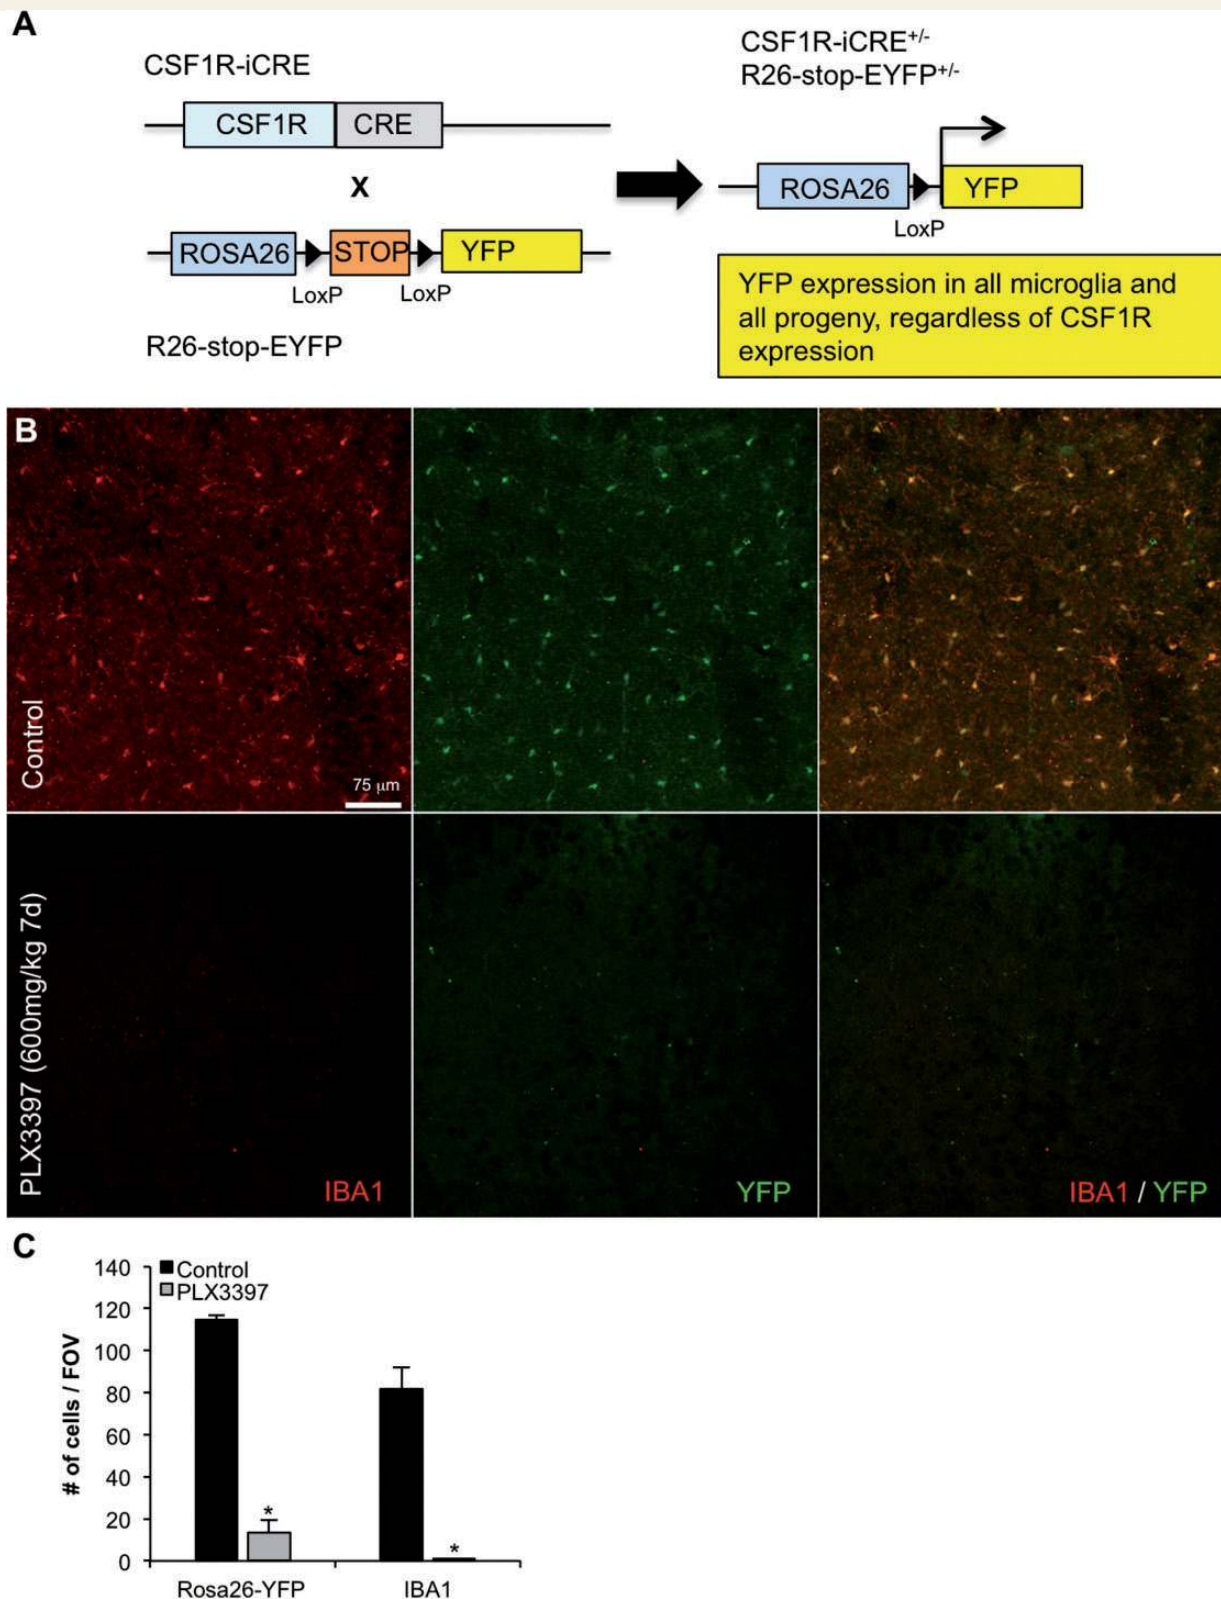 A
CSF1R-iCRE
CSF1R CRE
X
ROSA26 STOP YFP
LoxP LoxP
R26-stop-EYFP
CSF1R-iCRE+/-
R26-stop-EYFP+/-
ROSA26 YFP
LoxP
YFP expression in all microglia and
all progeny, regardless of CSF1R
expression
B
Control
75 μm
PLX3397 (600mg/kg 7d)
IBA1
YFP
IBA1 / YFP
C
Control
PLX3397
# of cells / FOV
140
120
100
80
60
40
20
0
*
*
Rosa26-YFP
IBA1